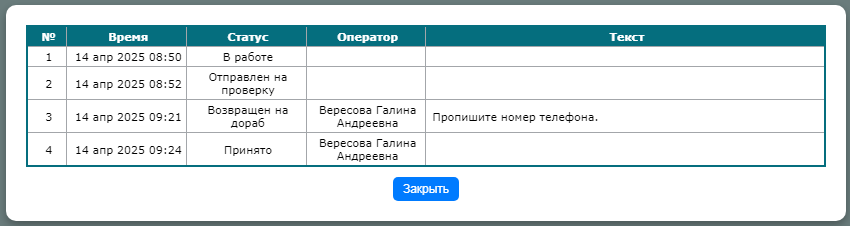 № Время Статус Оператор Текст
1 14 апр 2025 08:50 В работе
2 14 апр 2025 08:52 Отправлен на
проверку
3 14 апр 2025 09:21 Возвращен на
дораб Вересова Галина
Андреевна Пропишите номер телефона.
4 14 апр 2025 09:24 Принято Вересова Галина
Андреевна
Закрыть